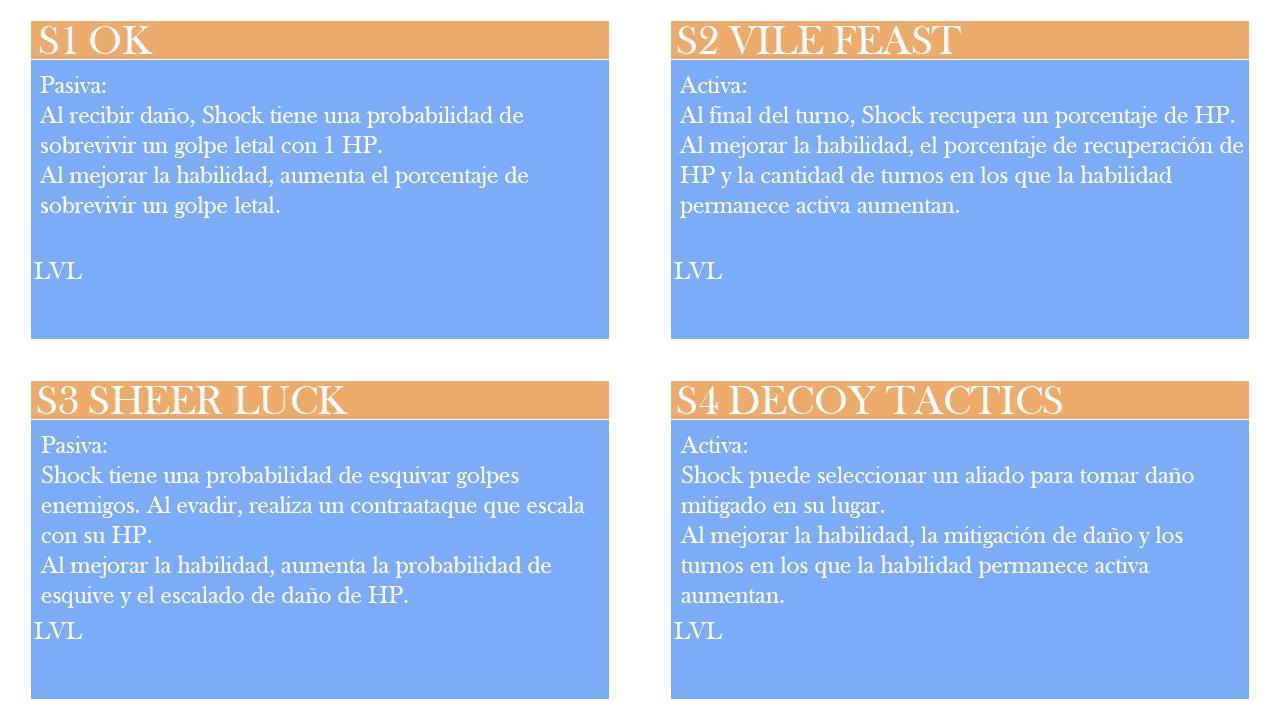 S1 OK
Pasiva:
Al recibir daño, Shock tiene una probabilidad de
sobrevivir un golpe letal con 1 HP.
Al mejorar la habilidad, aumenta el porcentaje de
sobrevivir un golpe letal.
LVL
S2 VILE FEAST
Activa:
Al final del turno, Shock recupera un porcentaje de HP.
Al mejorar la habilidad, el porcentaje de recuperación de
HP y la cantidad de turnos en los que la habilidad
permanece activa aumentan.
LVL
S3 SHEER LUCK
Pasiva:
Shock tiene una probabilidad de esquivar golpes
enemigos. Al evadir, realiza un contraataque que escala
con su HP.
Al mejorar la habilidad, aumenta la probabilidad de
esquive y el escalado de daño de HP.
LVL
S4 DECOY TACTICS
Activa:
Shock puede seleccionar un aliado para tomar daño
mitigado en su lugar.
Al mejorar la habilidad, la mitigación de daño y los
turnos en los que la habilidad permanece activa
aumentan.
LVL